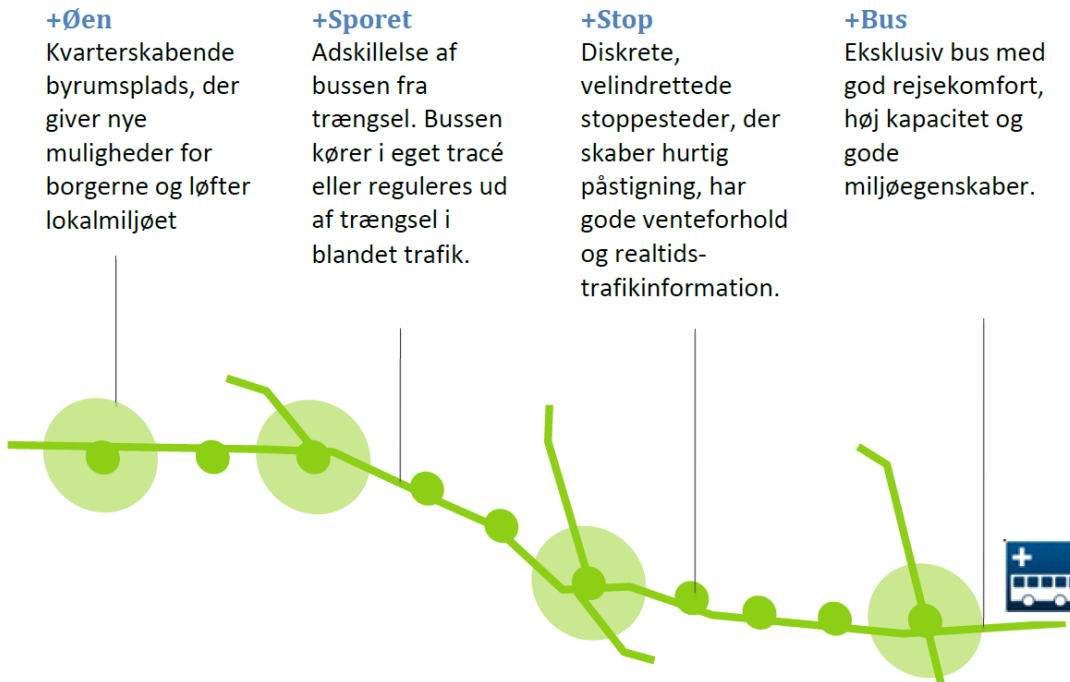 +Øen
Kvarterskabende
byrumsplads, der
giver nye
muligheder for
borgerne og løfter
lokalmiljøet
+Sporet
Adskillelse af
bussen fra
trængsel. Bussen
kører i eget tracé
eller reguleres ud
af trængsel i
blandet trafik.
+Stop
Diskrete,
velindrettede
stoppesteder, der
skaber hurtig
påstigning, har
gode venteforhold
og realtids-
trafikinformation.
+Bus
Eksklusiv bus med
god rejsekomfort,
høj kapacitet og
gode
miljøegenskaber.